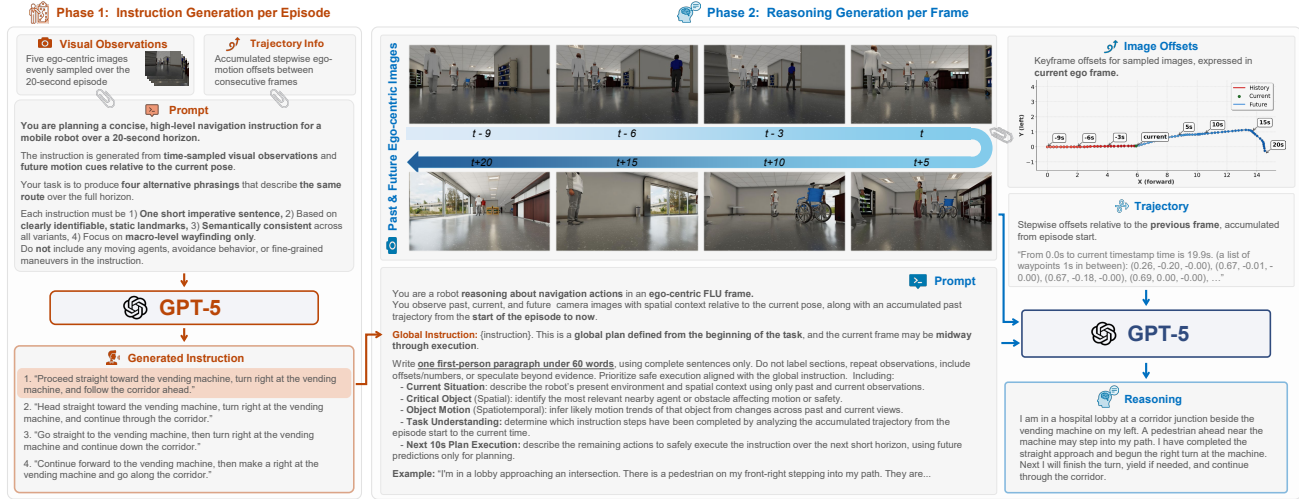 Phase 1: Instruction Generation per Episode
Visual Observations
Five ego-centric images
evenly sampled over the
20-second episode
Trajectory Info
Accumulated stepwise ego-
motion offsets between
consecutive frames
Prompt
You are planning a concise, high-level navigation instruction for a
mobile robot over a 20-second horizon.
The instruction is generated from time-sampled visual observations and
future motion cues relative to the current pose.
Your task is to produce four alternative phrasings that describe the same
route over the full horizon.
Each instruction must be 1) One short imperative sentence, 2) Based on
clearly identifiable, static landmarks, 3) Semantically consistent across
all variants, 4) Focus on macro-level wayfinding only.
Do not include any moving agents, avoidance behavior, or fine-grained
maneuvers in the instruction.
GPT-5
Generated Instruction
1. “Proceed straight toward the vending machine, turn right at the vending
machine, and follow the corridor ahead.”
2. “Head straight toward the vending machine, turn right at the vending
machine, and continue through the corridor.”
3. “Go straight to the vending machine, then turn right at the vending
machine and continue down the corridor.”
4. “Continue forward to the vending machine, then make a right at the
vending machine and go along the corridor.”
Phase 2: Reasoning Generation per Frame
Past & Future Ego-centric Images
t - 9
t - 6
t - 3
t
t+20
t+15
t+10
t+5
Prompt
You are a robot reasoning about navigation actions in an ego-centric FLU frame.
You observe past, current, and future camera images with spatial context relative to the current pose, along with an accumulated past
trajectory from the start of the episode to now.
Global Instruction: {instruction}. This is a global plan defined from the beginning of the task, and the current frame may be midway
through execution.
Write one first-person paragraph under 60 words, using complete sentences only. Do not label sections, repeat observations, include
offsets/numbers, or speculate beyond evidence. Prioritize safe execution aligned with the global instruction. Including:
- Current Situation: describe the robot's present environment and spatial context using only past and current observations.
- Critical Object (Spatial): identify the most relevant nearby agent or obstacle affecting motion or safety.
- Object Motion (Spatiotemporal): infer likely motion trends of that object from changes across past and current views.
- Task Understanding: determine which instruction steps have been completed by analyzing the accumulated trajectory from the
episode start to the current time.
- Next 10s Plan Execution: describe the remaining actions to safely execute the instruction over the next short horizon, using future
predictions only for planning.
Example: “I'm in a lobby approaching an intersection. There is a pedestrian on my front-right stepping into my path. They are...
Image Offsets
Keyframe offsets for sampled images, expressed in
current ego frame.
History
Current
Future
Y (left)
4
3
2
1
0
−1
-9s
-6s
-3s
current
5s
10s
15s
20s
0 2 4 6 8 10 12 14
X (forward)
Trajectory
Stepwise offsets relative to the previous frame, accumulated
from episode start.
“From 0.0s to current timestamp time is 19.9s. (a list of
waypoints 1s in between): (0.26, -0.20, -0.00), (0.67, -0.01, -
0.00), (0.67, -0.18, -0.00), (0.69, 0.00, -0.00), …”
GPT-5
Reasoning
I am in a hospital lobby at a corridor junction beside the
vending machine on my left. A pedestrian ahead near the
machine may step into my path. I have completed the
straight approach and begun the right turn at the machine.
Next I will finish the turn, yield if needed, and continue
through the corridor.